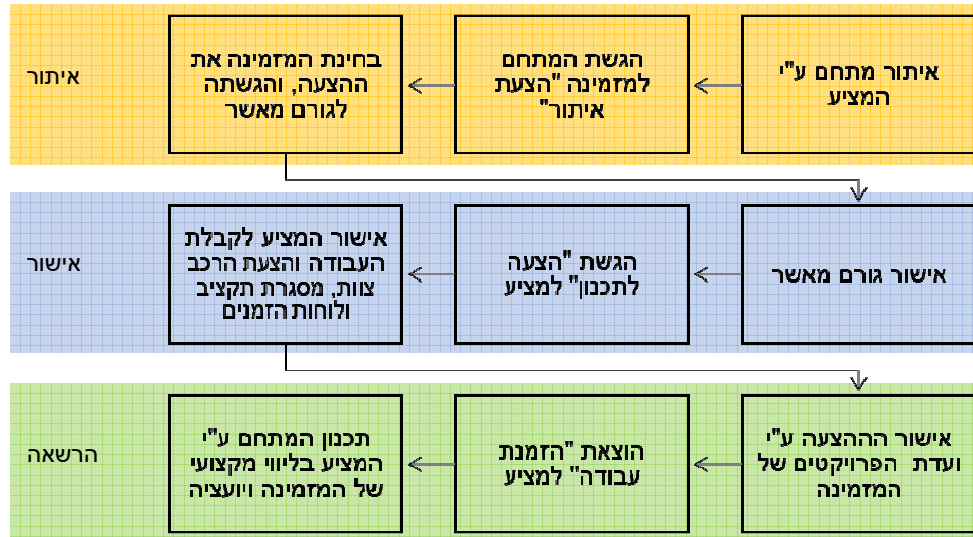 איתור
איתור מתחם ע"י
המציע
הגשת המתחם
למזמינה "הצעת
איתור"
בחינת המזמינה את
ההצעה, והגשתה
לגורם מאשר
אישור
אישור גורם מאשר
הגשת "הצעה
לתכנון" למציע
אישור המציע לקבלת
העבודה והצעת הרכב
צוות, מסגרת תקציב
ולוחות הזמנים
הרשאה
אישור הההצעה ע"י
ועדת הפרויקטים של
המזמינה
הוצאת "הזמנת
עבודה" למציע
תכנון המתחם ע"י
המציע בליווי מקצועי
של המזמינה ויועציה